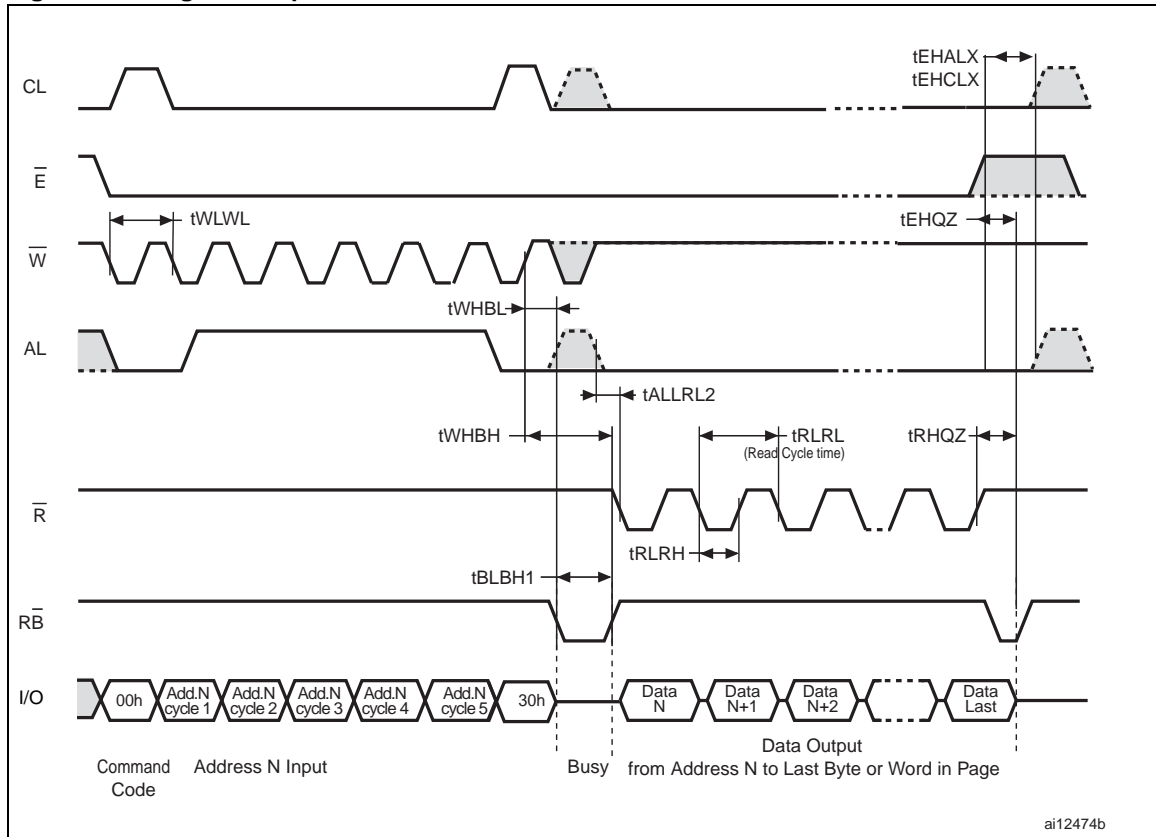 CL
tEHALX
tEHCLX
E
tWLWL
tEHQZ
W
tWHBL
AL
tALLRL2
tWHBH
tRLRL
(Read Cycle time)
tRHQZ
R
tRLRH
tBLBH1
RB
I/O
00h
Add.N
cycle 1
Add.N
cycle 2
Add.N
cycle 3
Add.N
cycle 4
Add.N
cycle 5
30h
Data
N
Data
N+1
Data
N+2
Data
Last
Command
Code
Address N Input
Busy
Data Output
from Address N to Last Byte or Word in Page
ai12474b